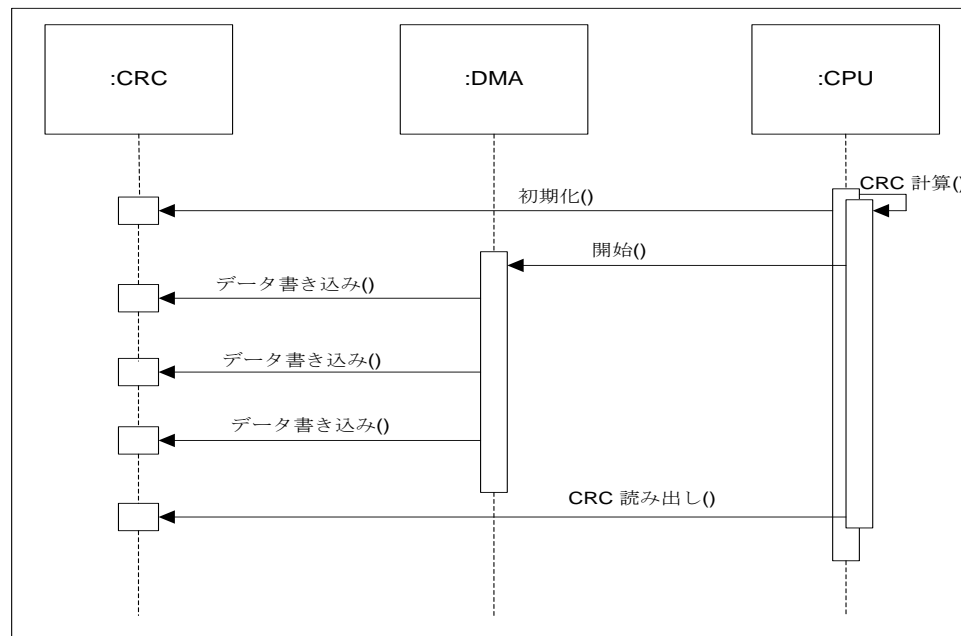 :CRC
:DMA
:CPU
CRC 計算()
初期化()
開始()
データ書き込み()
データ書き込み()
データ書き込み()
CRC 読み出し()